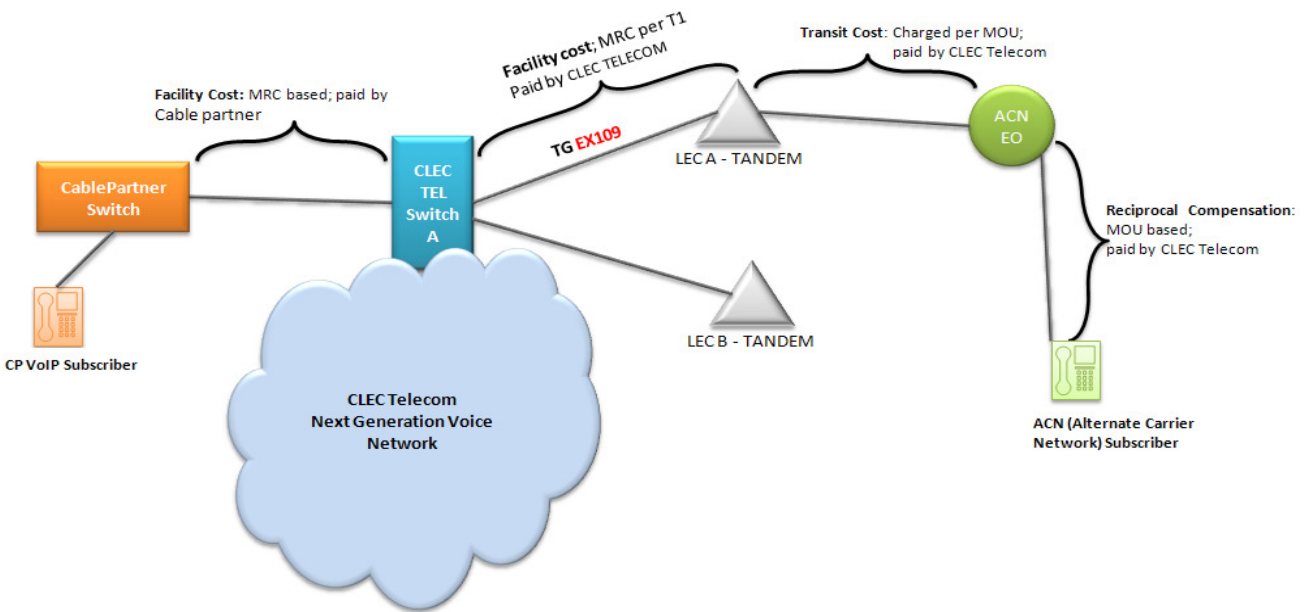 Transit Cost: Charged per MOU;
paid by CLEC Telecom
Facility cost; MRC per T1
Paid by CLEC TELECOM
Facility Cost: MRC based; paid by
Cable partner
TG EX109
ACN
EO
LEC A - TANDEM
CLEC
TEL
Switch
A
CablePartner
Switch
Reciprocal Compensation:
MOU based;
paid by CLEC Telecom
LEC B - TANDEM
CP VoIP Subscriber
CLEC Telecom
Next Generation Voice
Network
ACN (Alternate Carrier
Network) Subscriber